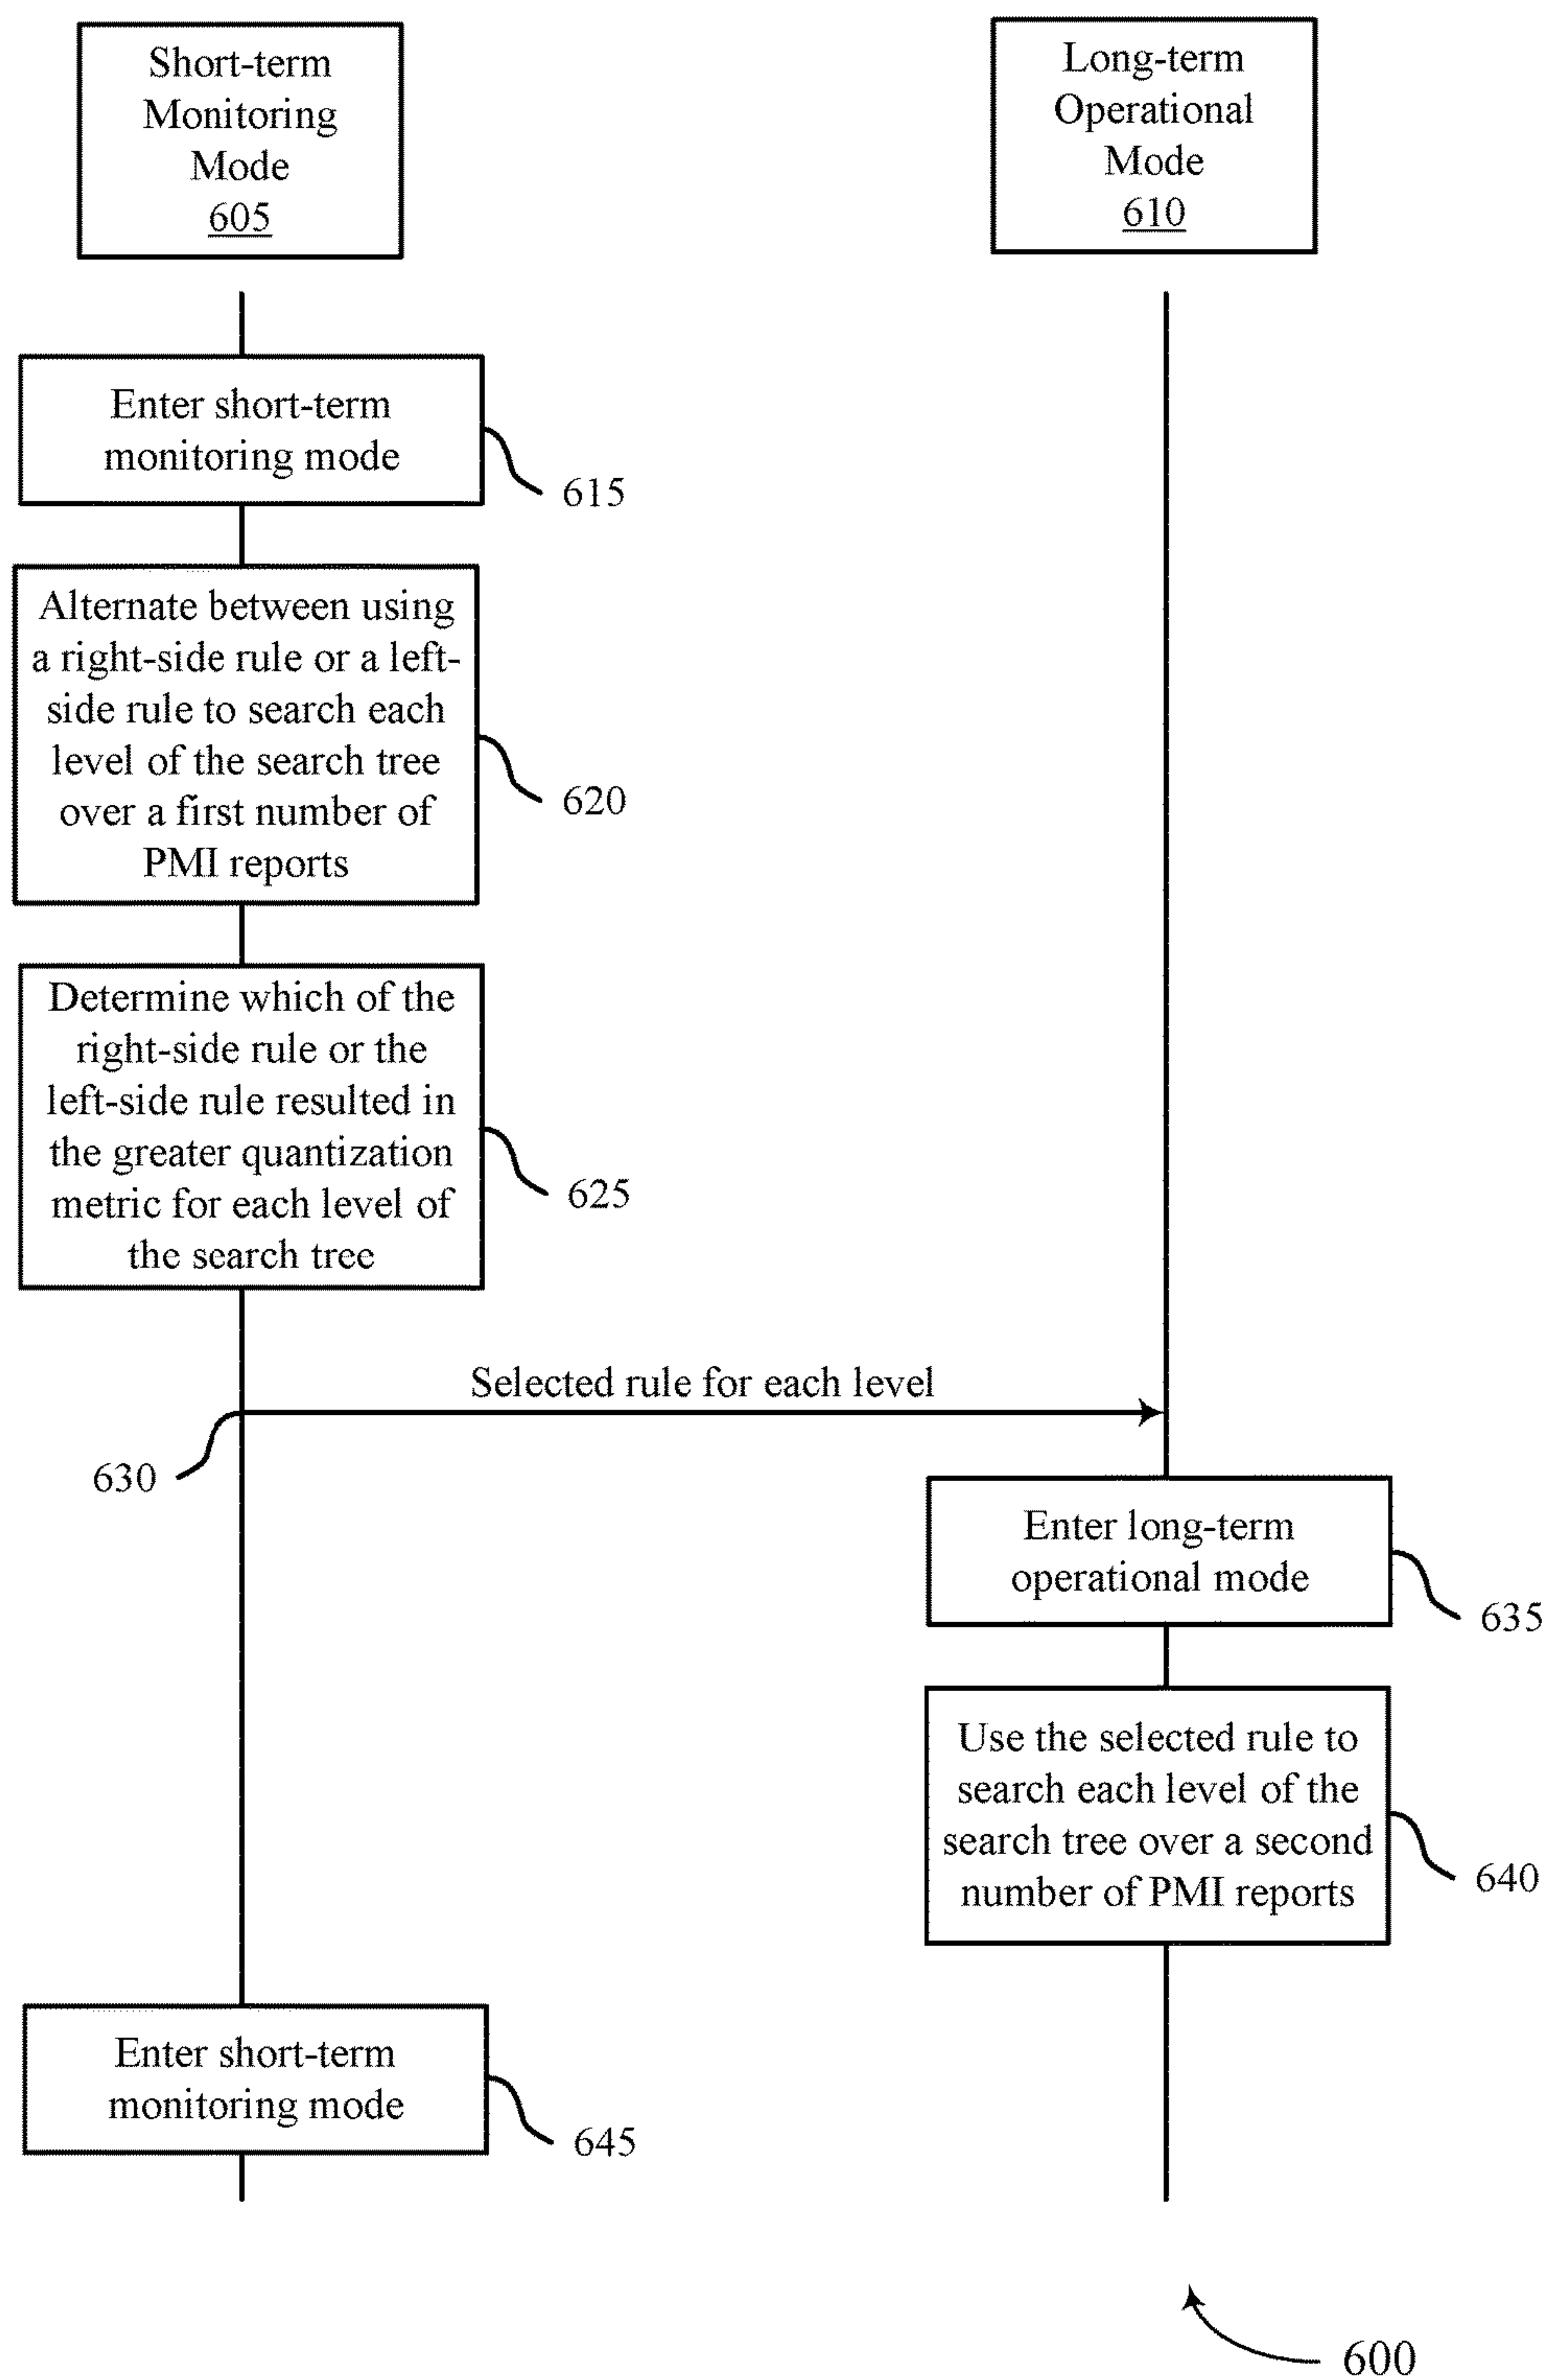 Short-term
Monitoring
Mode
605
Long-term
Operational
Mode
610
Enter short-term
monitoring mode
615
Alternate between using
a right-side rule or a left-
side rule to search each
level of the search tree
over a first number of
PMI reports
620
Determine which of the
right-side rule or the
left-side rule resulted in
the greater quantization
metric for each level of
the search tree
625
Selected rule for each level
630
Enter long-term
operational mode
635
Use the selected rule to
search each level of the
search tree over a second
number of PMI reports
640
Enter short-term
monitoring mode
645
600